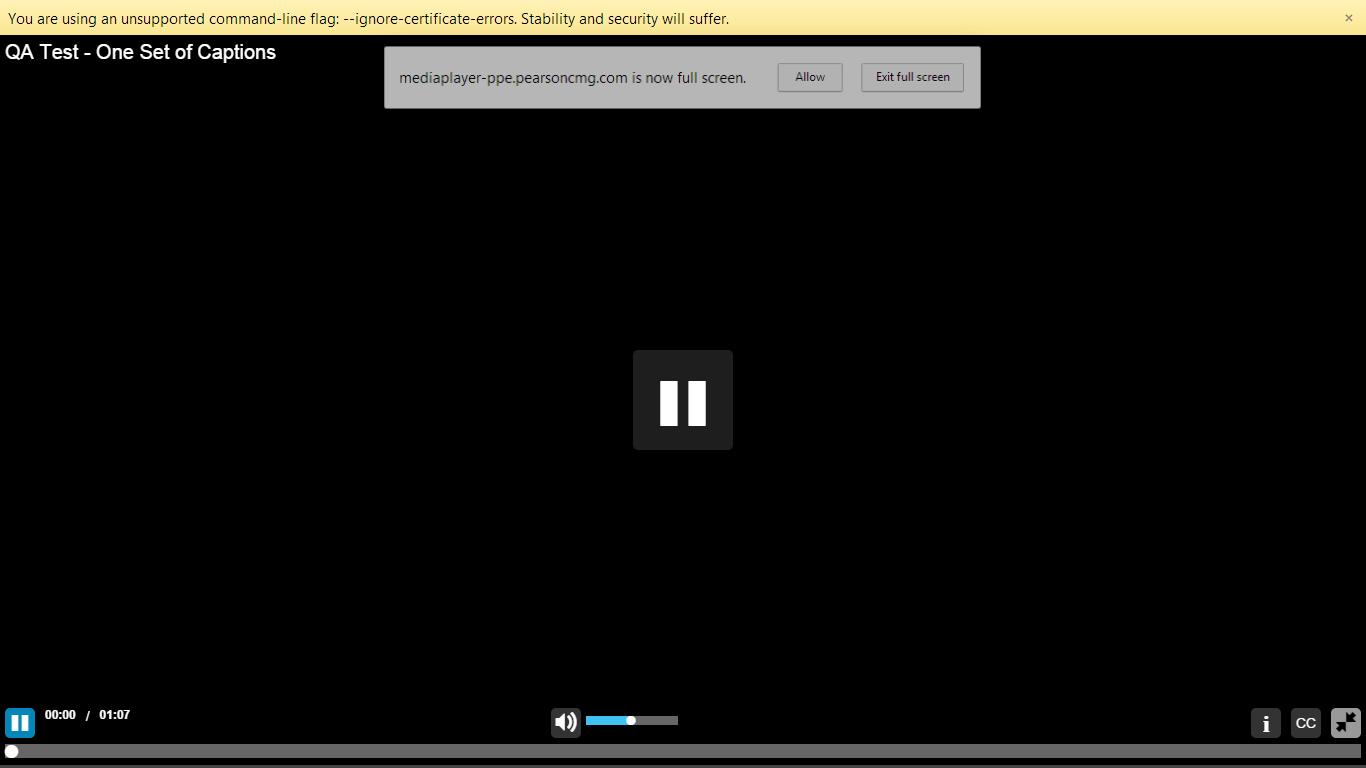 You are using an unsupported command-line flag: --ignore-certificate-errors. Stability and security will suffer.
QA Test - One Set of Captions
mediaplayer-ppe.pearsoncmg.com is now full screen. Allow Exit full screen
00:00 / 01:07
i CC